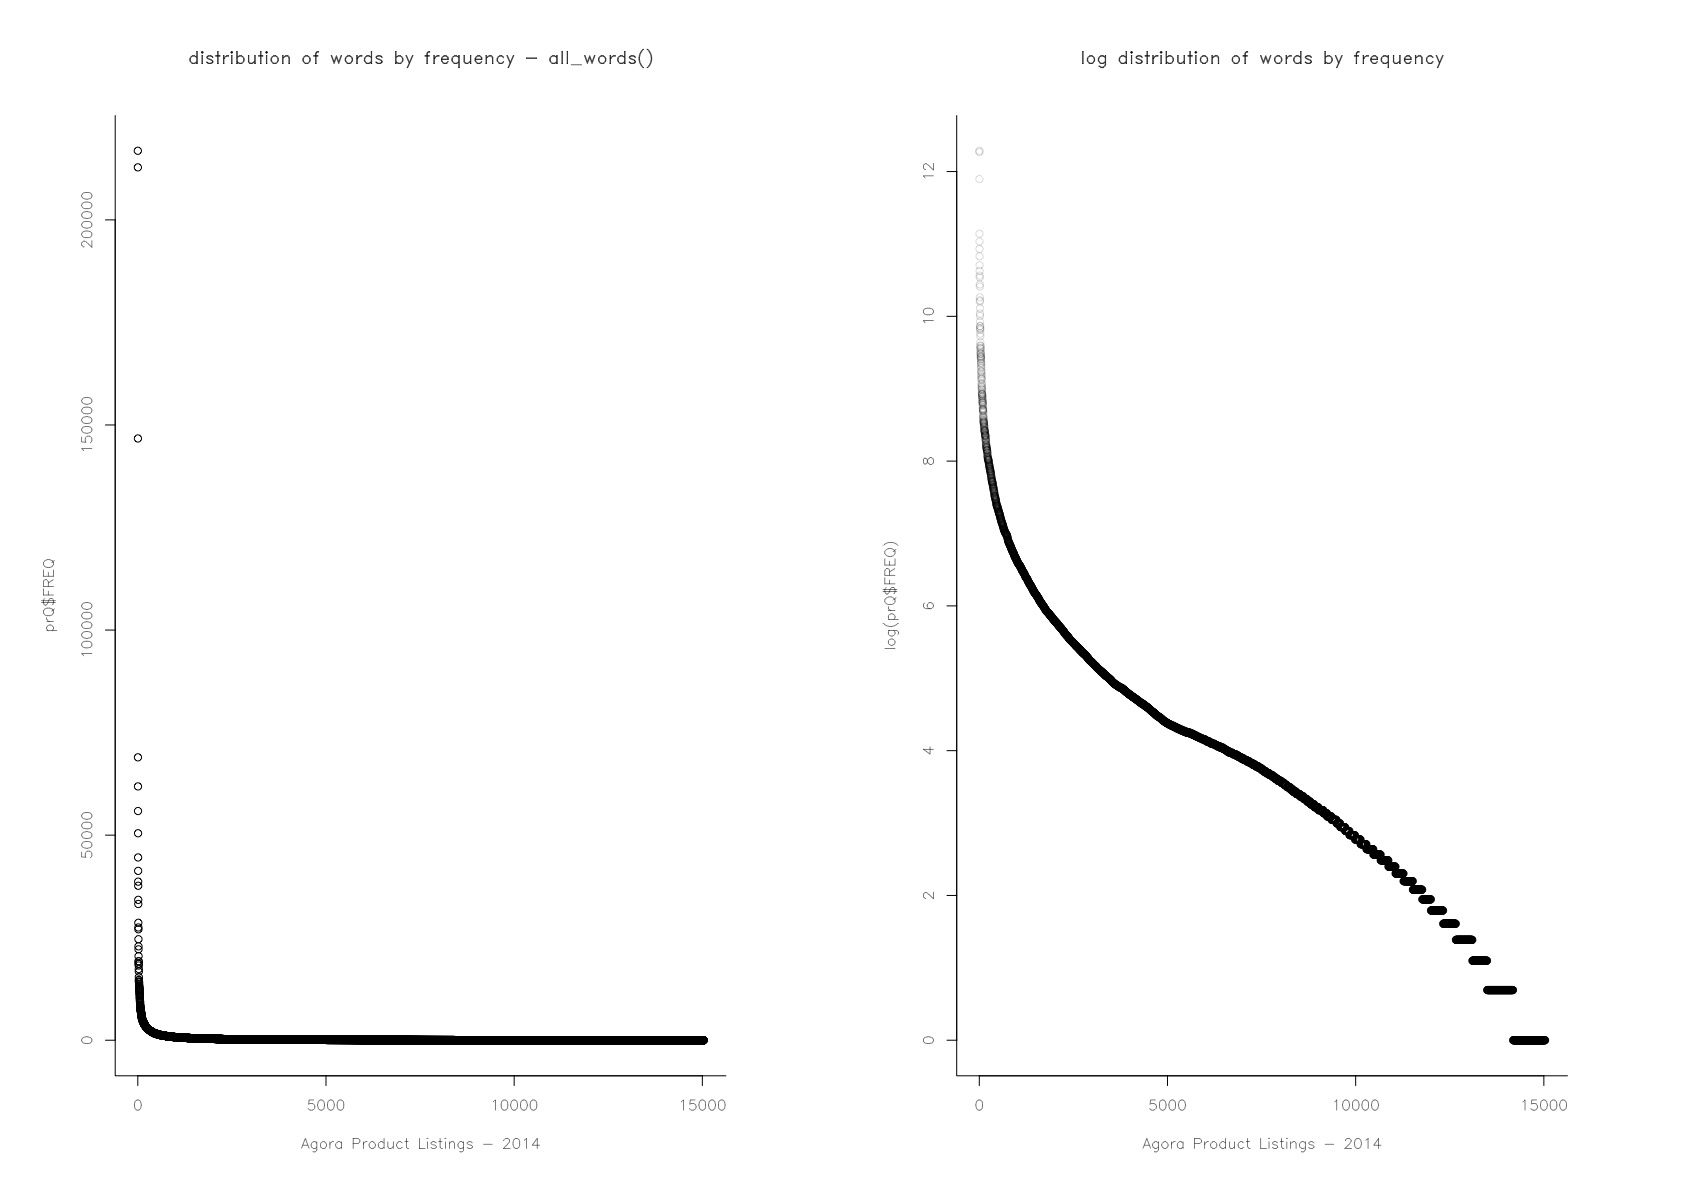 distribution of words by frequency – all_words()
prQ$FREQ
200000
150000
100000
50000
0
0 5000 10000 15000
Agora Product Listings – 2014
log distribution of words by frequency
log(prQ$FREQ)
12
10
8
6
4
2
0
0 5000 10000 15000
Agora Product Listings – 2014